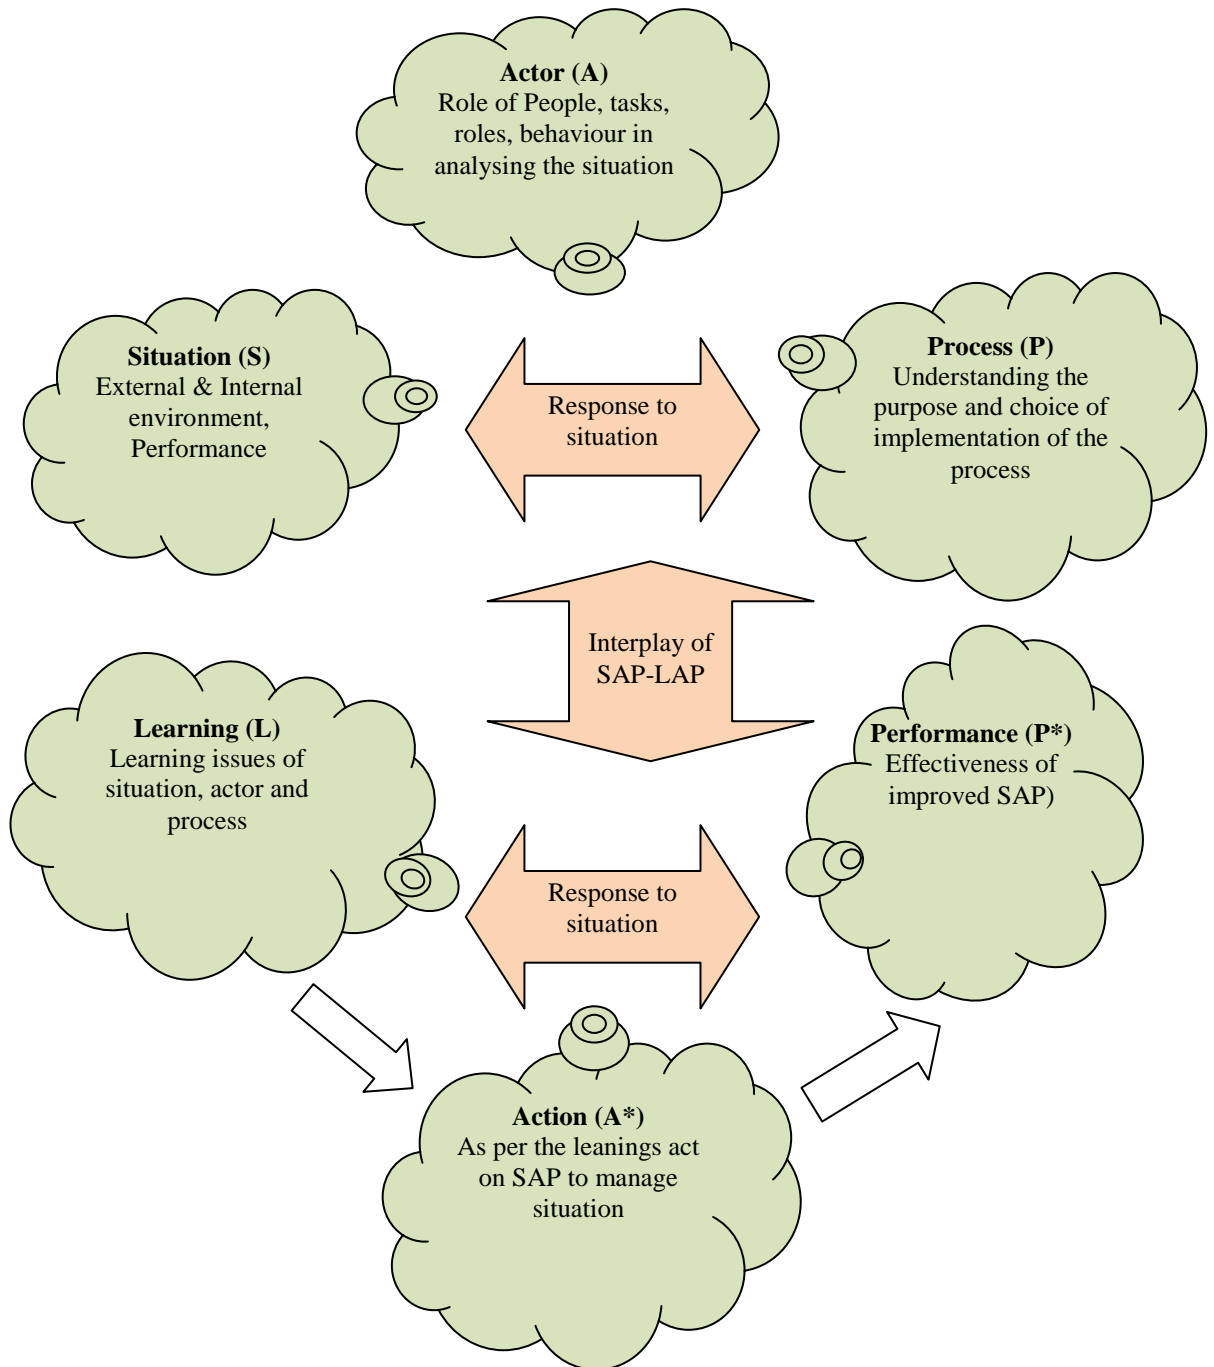 Actor (A)
Role of People, tasks,
roles, behaviour in
analysing the situation
Situation (S)
External & Internal
environment,
Performance
Response to
situation
Process (P)
Understanding the
purpose and choice of
implementation of the
process
Interplay of
SAP-LAP
Learning (L)
Learning issues of
situation, actor and
process
Performance (P*)
Effectiveness of
improved SAP)
Response to
situation
Action (A*)
As per the leanings act
on SAP to manage
situation